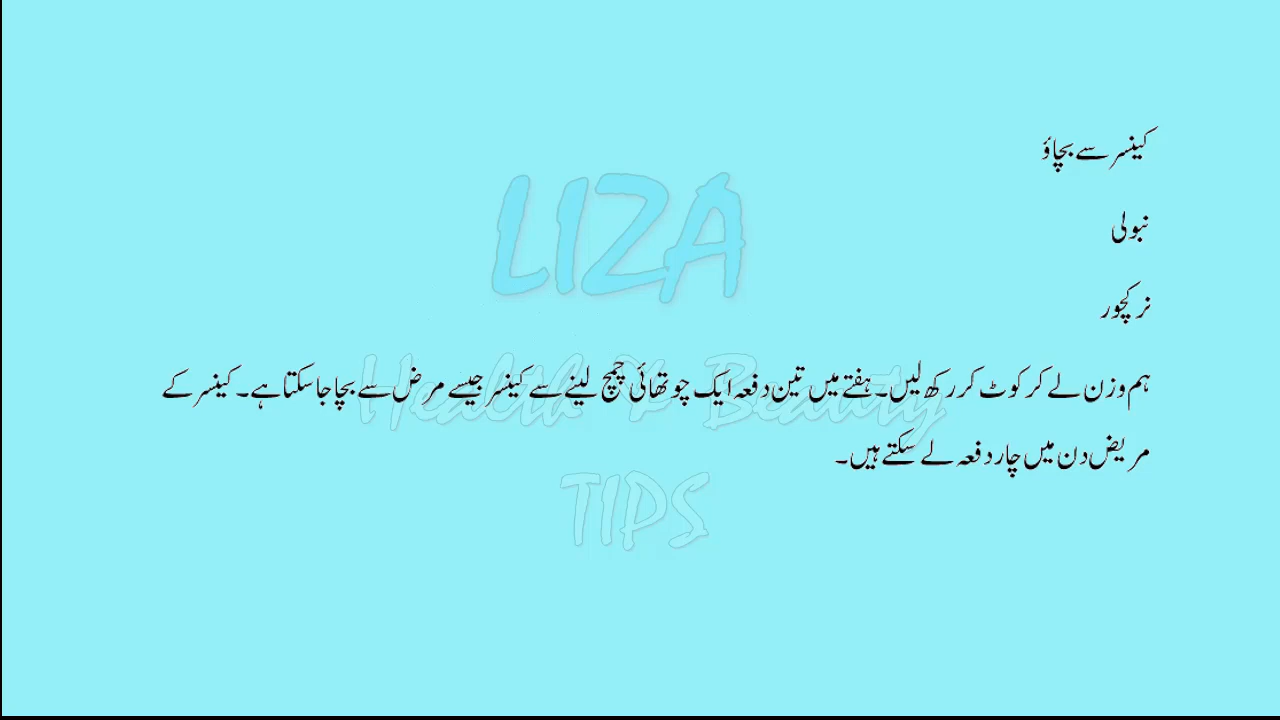 کینسر سے بچاؤ
نبولی
نر کچور
ہم وزن لے کر کوٹ کر رکھ لیں۔ ہفتے میں تین دفعہ ایک چوتھائی چمچ لینے سے کینسر جیسے مرض سے بچا جا سکتا ہے۔ کینسر کے
مریض دن میں چار دفعہ لے سکتے ہیں۔
LIZA
Health & Beauty
TIPS